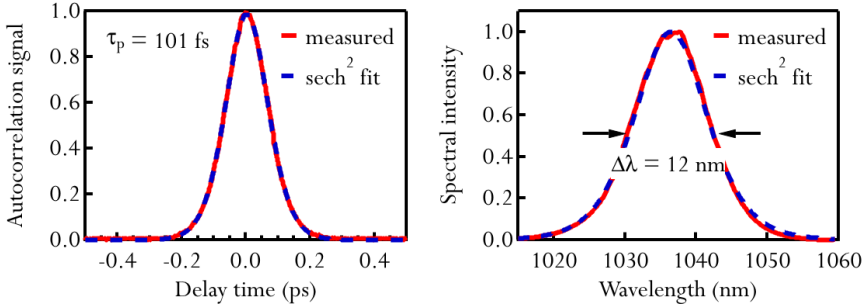 Autocorrelation signal
1.0
0.8
0.6
0.4
0.2
0.0
τp = 101 fs
measured
sech² fit
-0.4 -0.2 0.0 0.2 0.4
Delay time (ps)
Spectral intensity
1.0
0.8
0.6
0.4
0.2
0.0
measured
sech² fit
Δλ = 12 nm
1020 1030 1040 1050 1060
Wavelength (nm)